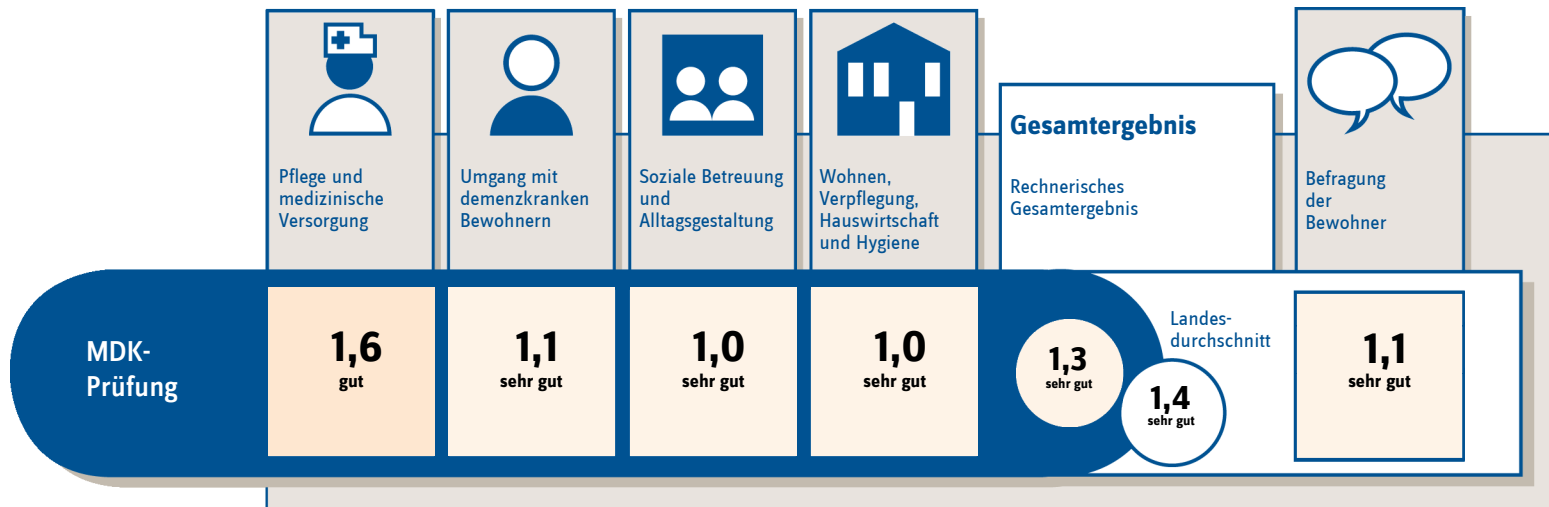 Pflege und
medizinische
Versorgung
Umgang mit
demenzkranken
Bewohnern
Soziale Betreuung
und
Alltagsgestaltung
Wohnen,
Verpflegung,
Hauswirtschaft
und Hygiene
Gesamtergebnis
Rechnerisches
Gesamtergebnis
Befragung
der
Bewohner
MDK-
Prüfung
1,6
gut
1,1
sehr gut
1,0
sehr gut
1,0
sehr gut
1,3
sehr gut
Landes-
durchschnitt
1,4
sehr gut
1,1
sehr gut